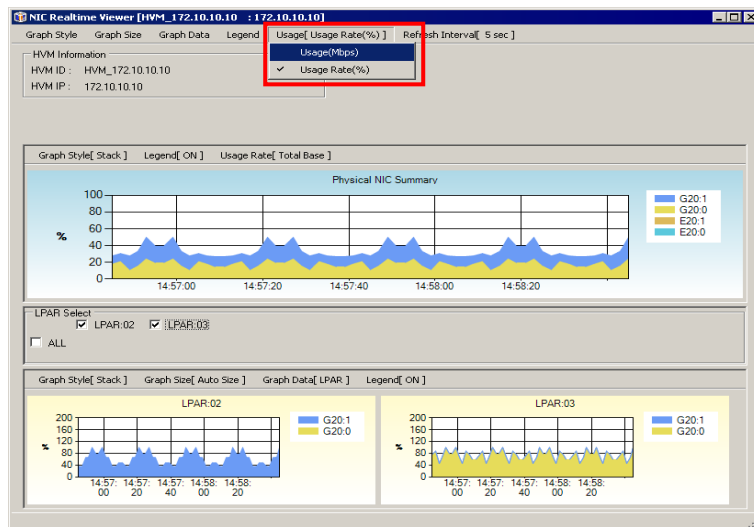 NIC Realtime Viewer [HVM_172.10.10.10 : 172.10.10.10]
Graph Style Graph Size Graph Data Legend Usage[ Usage Rate(%) ] Refresh Interval[ 5 sec ]
Usage(Mbps)
Usage Rate(%)
HVM Information
HVM ID : HVM_172.10.10.10
HVM IP : 172.10.10.10
Graph Style[ Stack ] Legend[ ON ] Usage Rate[ Total Base ]
Physical NIC Summary
%
100
80
60
40
20
0
14:57:00 14:57:20 14:57:40 14:58:00 14:58:20
G20:1
G20:0
E20:1
E20:0
LPAR Select
LPAR:02 LPAR:03
ALL
Graph Style[ Stack ] Graph Size[ Auto Size ] Graph Data[ LPAR ] Legend[ ON ]
LPAR:02
%
200
160
120
80
40
0
14:57:00 14:57:20 14:57:40 14:58:00 14:58:20
G20:1
G20:0
LPAR:03
%
200
160
120
80
40
0
14:57:00 14:57:20 14:57:40 14:58:00 14:58:20
G20:1
G20:0